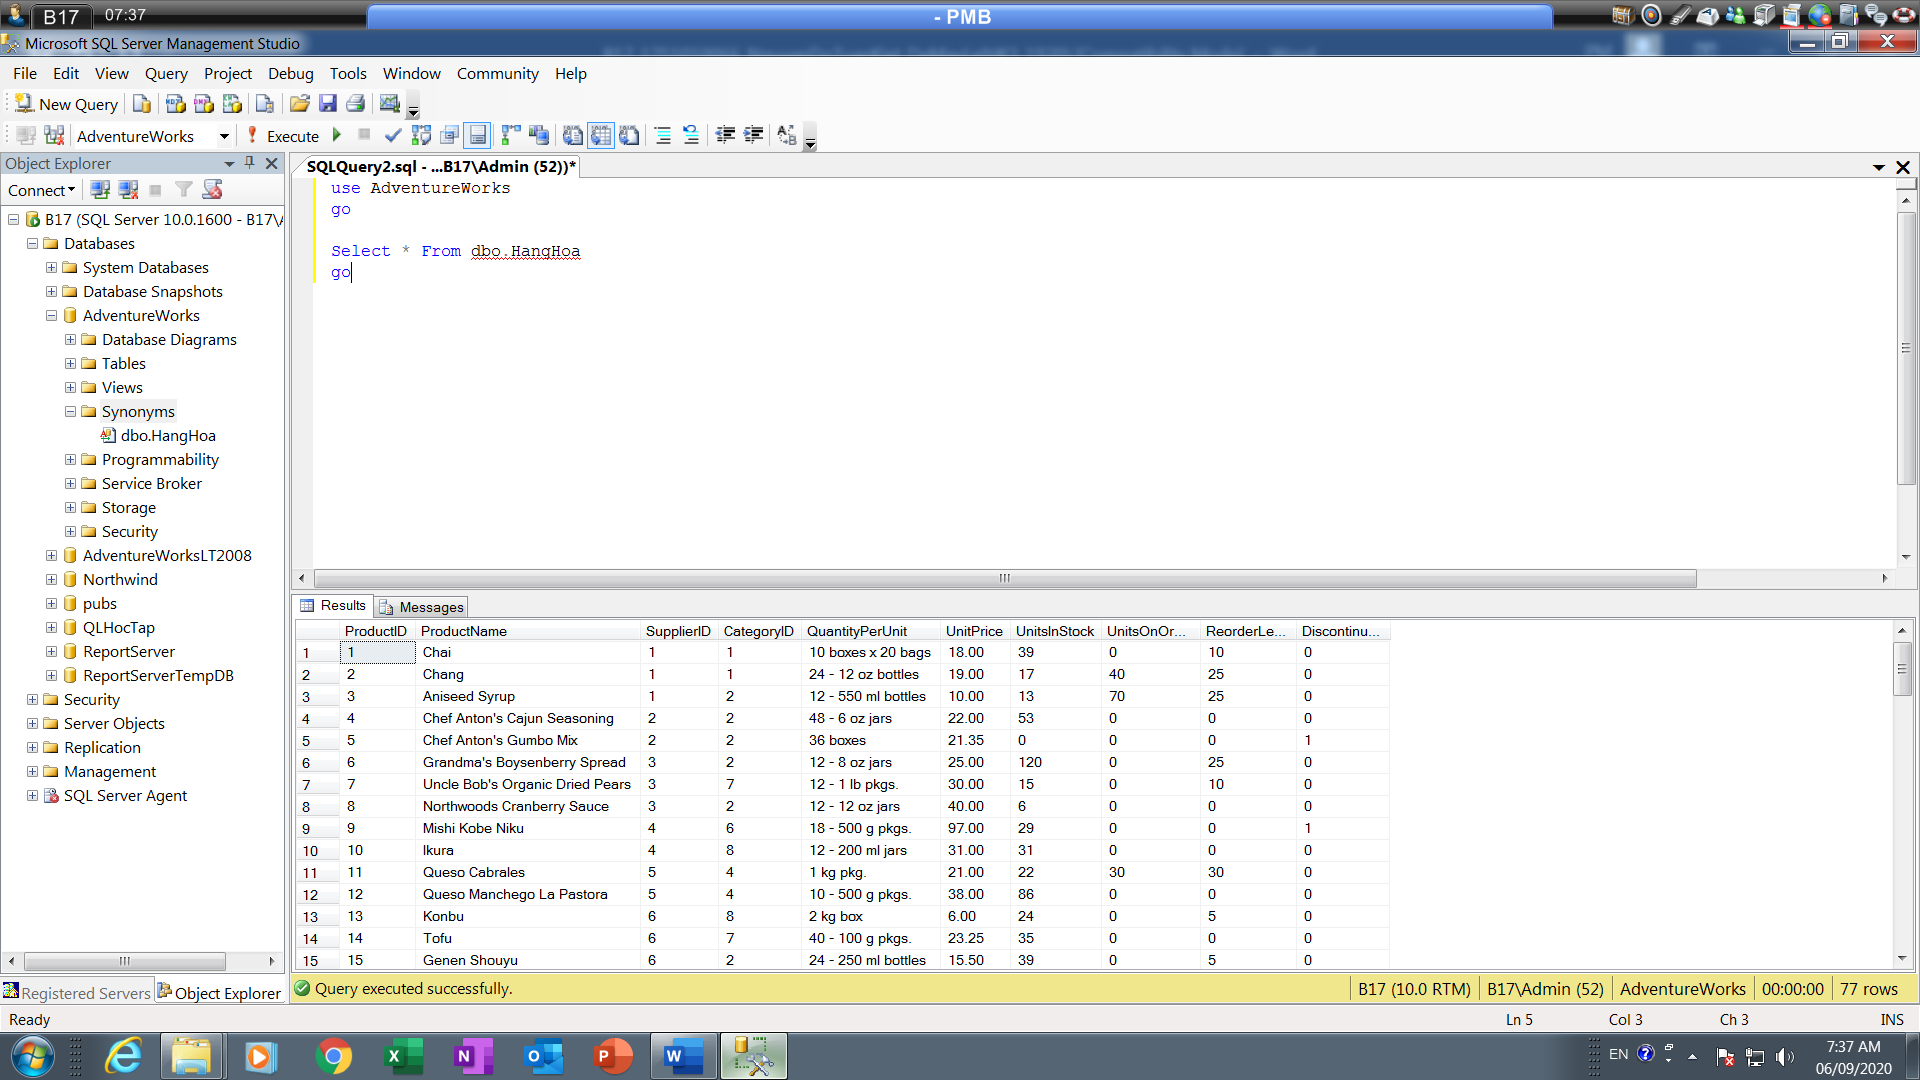 B17 07:37 - PMB
Microsoft SQL Server Management Studio
File Edit View Query Project Debug Tools Window Community Help
New Query
AdventureWorks Execute
Object Explorer
Connect
B17 (SQL Server 10.0.1600 - B17\A
Databases
System Databases
Database Snapshots
AdventureWorks
Database Diagrams
Tables
Views
Synonyms
dbo.HangHoa
Programmability
Service Broker
Storage
Security
AdventureWorksLT2008
Northwind
pubs
QLHocTap
ReportServer
ReportServerTempDB
Security
Server Objects
Replication
Management
SQL Server Agent
Registered Servers Object Explorer
SQLQuery2.sql - ...B17\Admin (52))*
use AdventureWorks
go
Select * From dbo.HangHoa
go
Results Messages
ProductID ProductName SupplierID CategoryID QuantityPerUnit UnitPrice UnitsInStock UnitsOnOr... ReorderLe... Discontinu...
1 1 Chai 1 1 10 boxes x 20 bags 18.00 39 0 10 0
2 2 Chang 1 1 24 - 12 oz bottles 19.00 17 40 25 0
3 3 Aniseed Syrup 1 2 12 - 550 ml bottles 10.00 13 70 25 0
4 4 Chef Anton's Cajun Seasoning 2 2 48 - 6 oz jars 22.00 53 0 0 0
5 5 Chef Anton's Gumbo Mix 2 2 36 boxes 21.35 0 0 0 1
6 6 Grandma's Boysenberry Spread 3 2 12 - 8 oz jars 25.00 120 0 25 0
7 7 Uncle Bob's Organic Dried Pears 3 7 12 - 1 lb pkgs. 30.00 15 0 10 0
8 8 Northwoods Cranberry Sauce 3 2 12 - 12 oz jars 40.00 6 0 0 0
9 9 Mishi Kobe Niku 4 6 18 - 500 g pkgs. 97.00 29 0 0 1
10 10 Ikura 4 8 12 - 200 ml jars 31.00 31 0 0 0
11 11 Queso Cabrales 5 4 1 kg pkg. 21.00 22 30 30 0
12 12 Queso Manchego La Pastora 5 4 10 - 500 g pkgs. 38.00 86 0 0 0
13 13 Konbu 6 8 2 kg box 6.00 24 0 5 0
14 14 Tofu 6 7 40 - 100 g pkgs. 23.25 35 0 0 0
15 15 Genen Shouyu 6 2 24 - 250 ml bottles 15.50 39 0 5 0
Query executed successfully. B17 (10.0 RTM) B17\Admin (52) AdventureWorks 00:00:00 77 rows
Ready Ln 5 Col 3 Ch 3 INS
EN 7:37 AM
06/09/2020